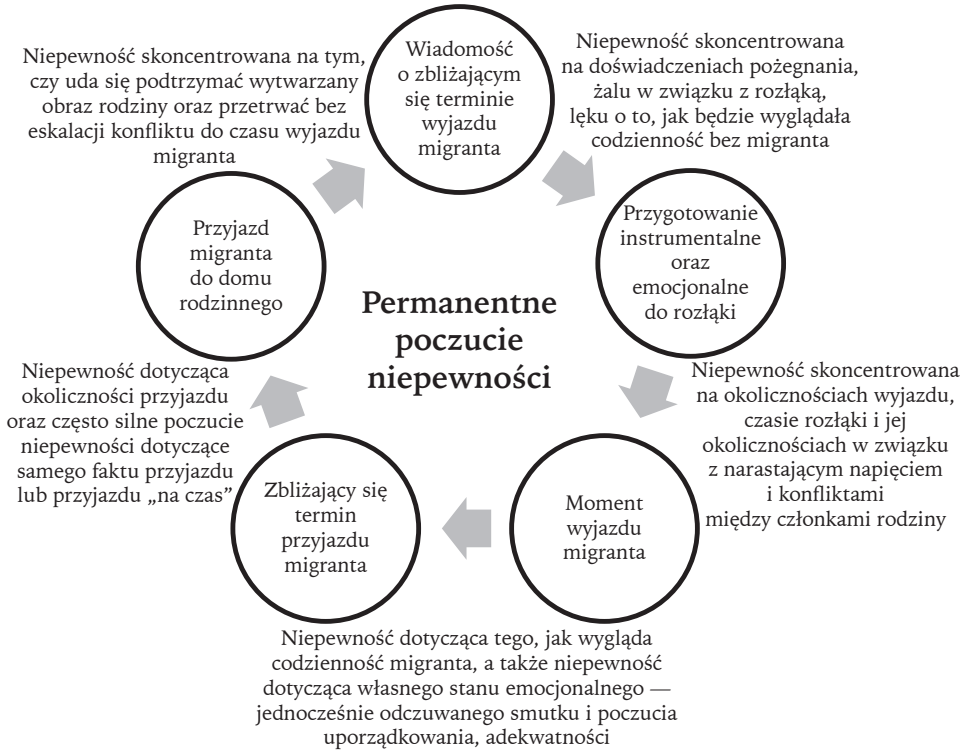 Wiadomość
o zbliżającym
się terminie
wyjazdu
migranta
Niepewność skoncentrowana
na doświadczeniach pożegnania,
żalu w związku z rozłąką,
lęku o to, jak będzie wyglądała
codzienność bez migranta
Przygotowanie
instrumentalne
oraz
emocjonalne
do rozłąki
Niepewność skoncentrowana
na okolicznościach wyjazdu,
czasie rozłąki i jej
okolicznościach w związku
z narastającym napięciem
i konfliktami
między członkami rodziny
Moment
wyjazdu
migranta
Niepewność dotycząca tego, jak wygląda
codzienność migranta, a także niepewność
dotycząca własnego stanu emocjonalnego —
jednocześnie odczuwanego smutku i poczucia
uporządkowania, adekwatności
Zbliżający się
termin
przyjazdu
migranta
Niepewność dotycząca
okoliczności przyjazdu
oraz często silne poczucie
niepewności dotyczące
samego faktu przyjazdu
lub przyjazdu „na czas”
Przyjazd
migranta
do domu
rodzinnego
Niepewność skoncentrowana na tym,
czy uda się podtrzymać wytwarzany
obraz rodziny oraz przetrwać bez
eskalacji konfliktu do czasu wyjazdu
migranta
Permanentne
poczucie
niepewności